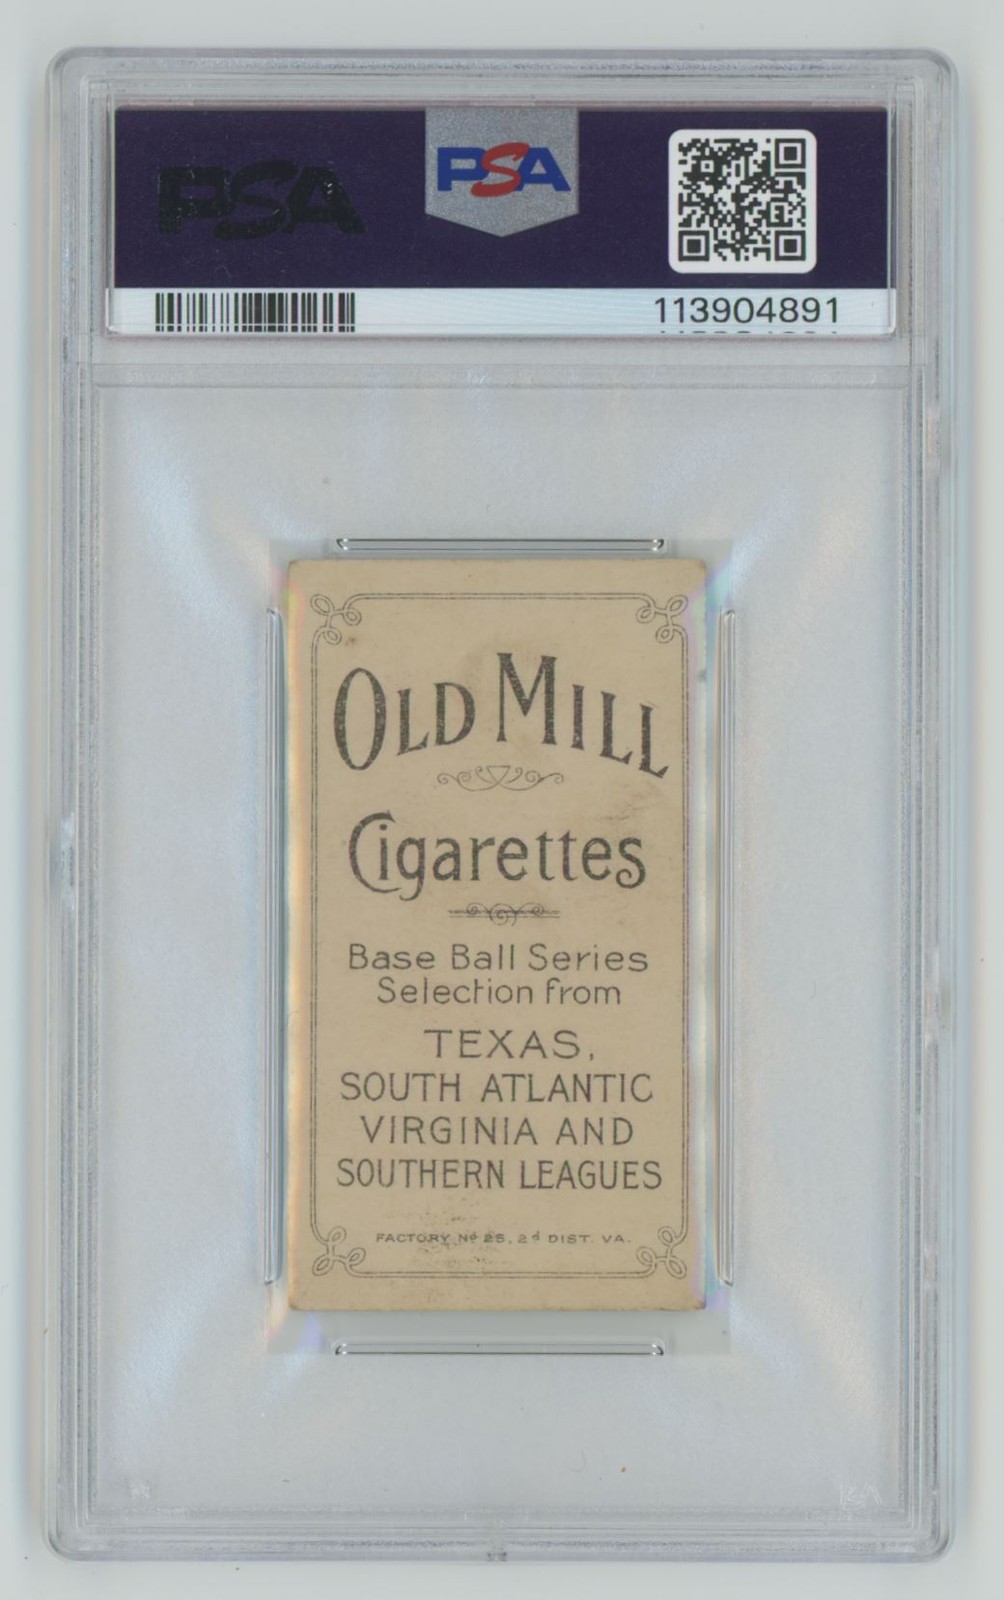 PSA
PSA
113904891
OLD MILL
Cigarettes
Base Ball Series
Selection from
TEXAS,
SOUTH ATLANTIC
VIRGINIA AND
SOUTHERN LEAGUES
FACTORY Nº 25, 2d DIST. VA.